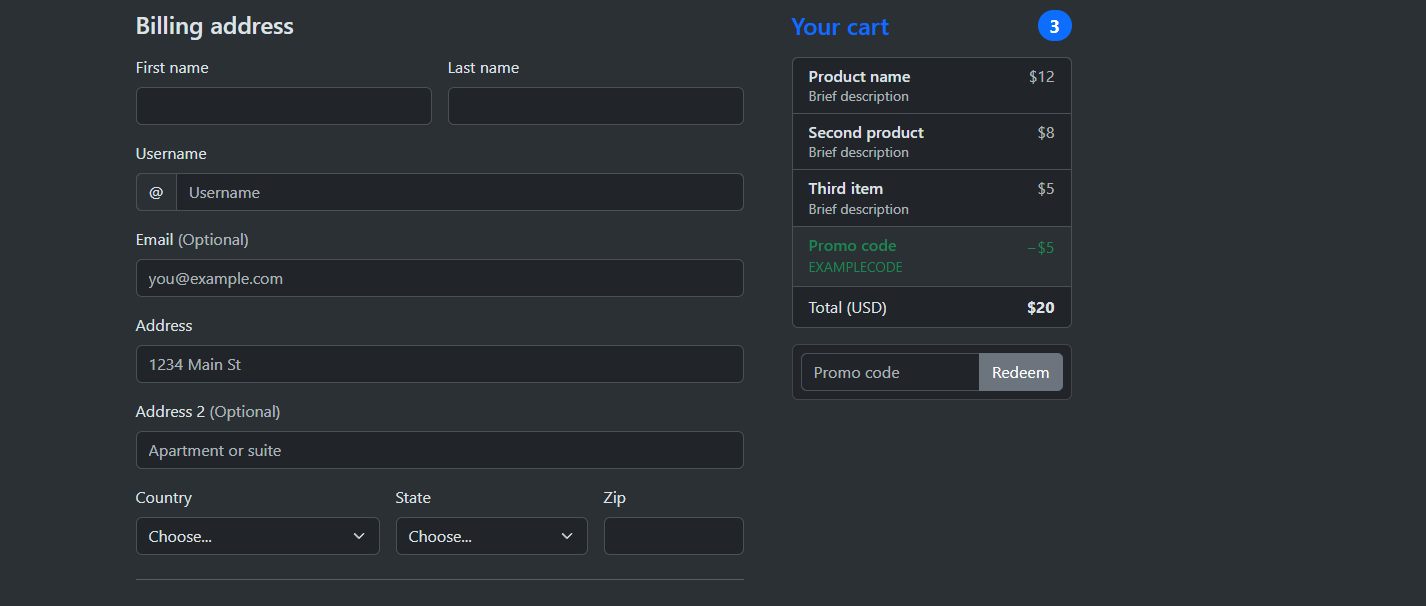 Billing address
First name Last name
Username
@ Username
Email (Optional)
you@example.com
Address
1234 Main St
Address 2 (Optional)
Apartment or suite
Country State Zip
Choose... Choose...
Your cart 3
Product name $12
Brief description
Second product $8
Brief description
Third item $5
Brief description
Promo code −$5
EXAMPLECODE
Total (USD) $20
Promo code Redeem